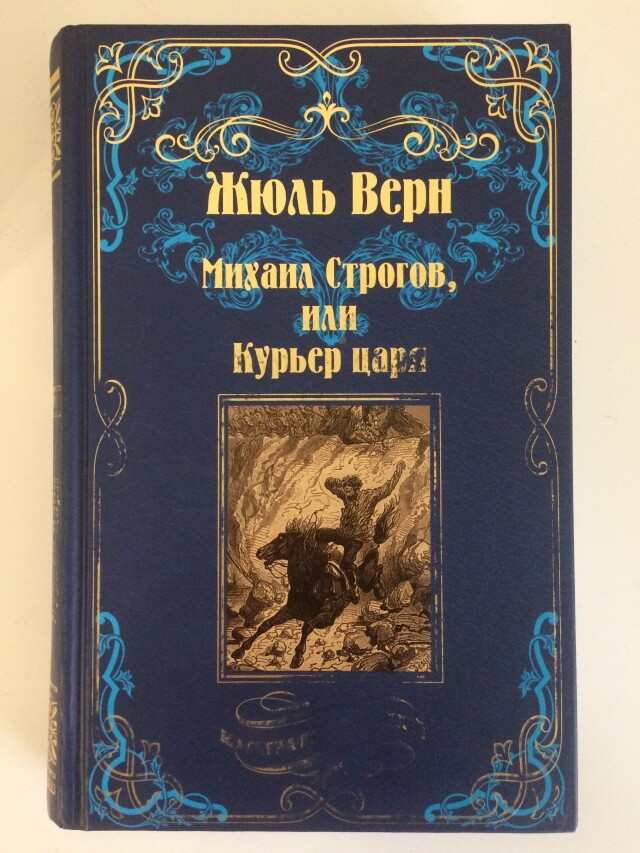 Жюль Верн
Михаил Строгов,
или
Курьер царя